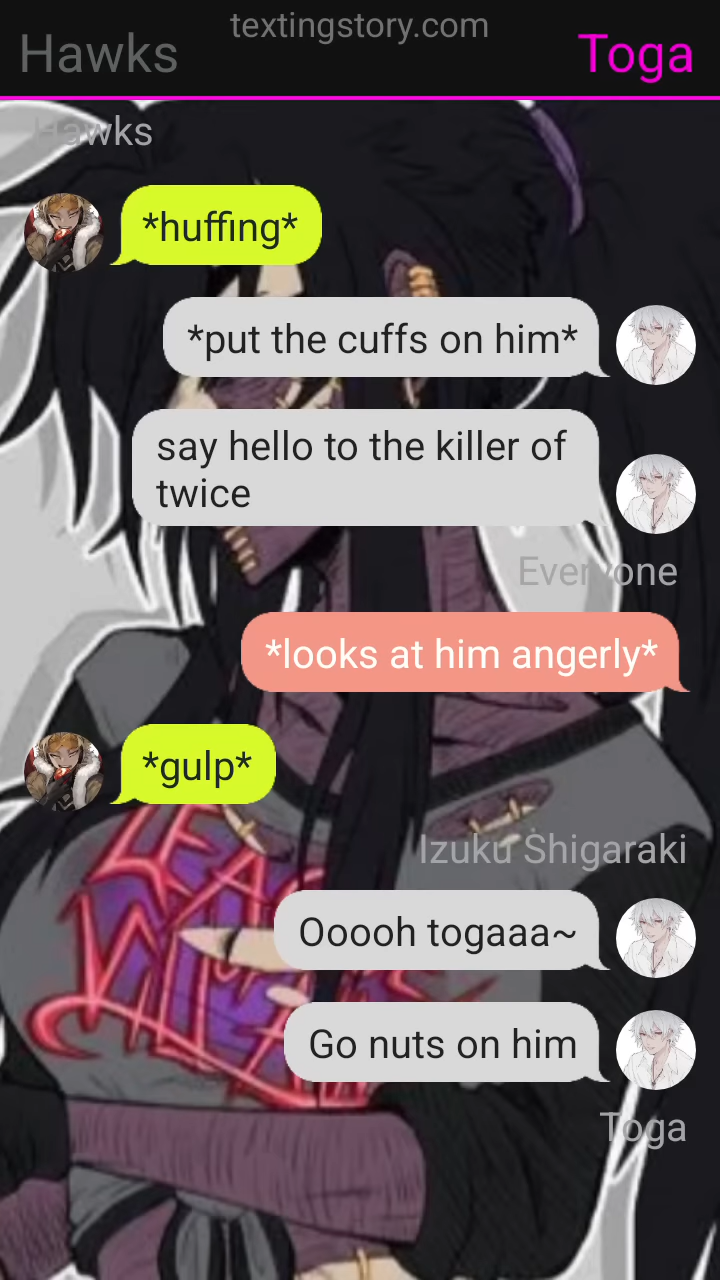 textingstory.com
Hawks
Toga
Hawks
*huffing*
*put the cuffs on him*
say hello to the killer of
twice
Everyone
*looks at him angerly*
*gulp*
Izuku Shigaraki
Ooooh togaaa~
Go nuts on him
Toga